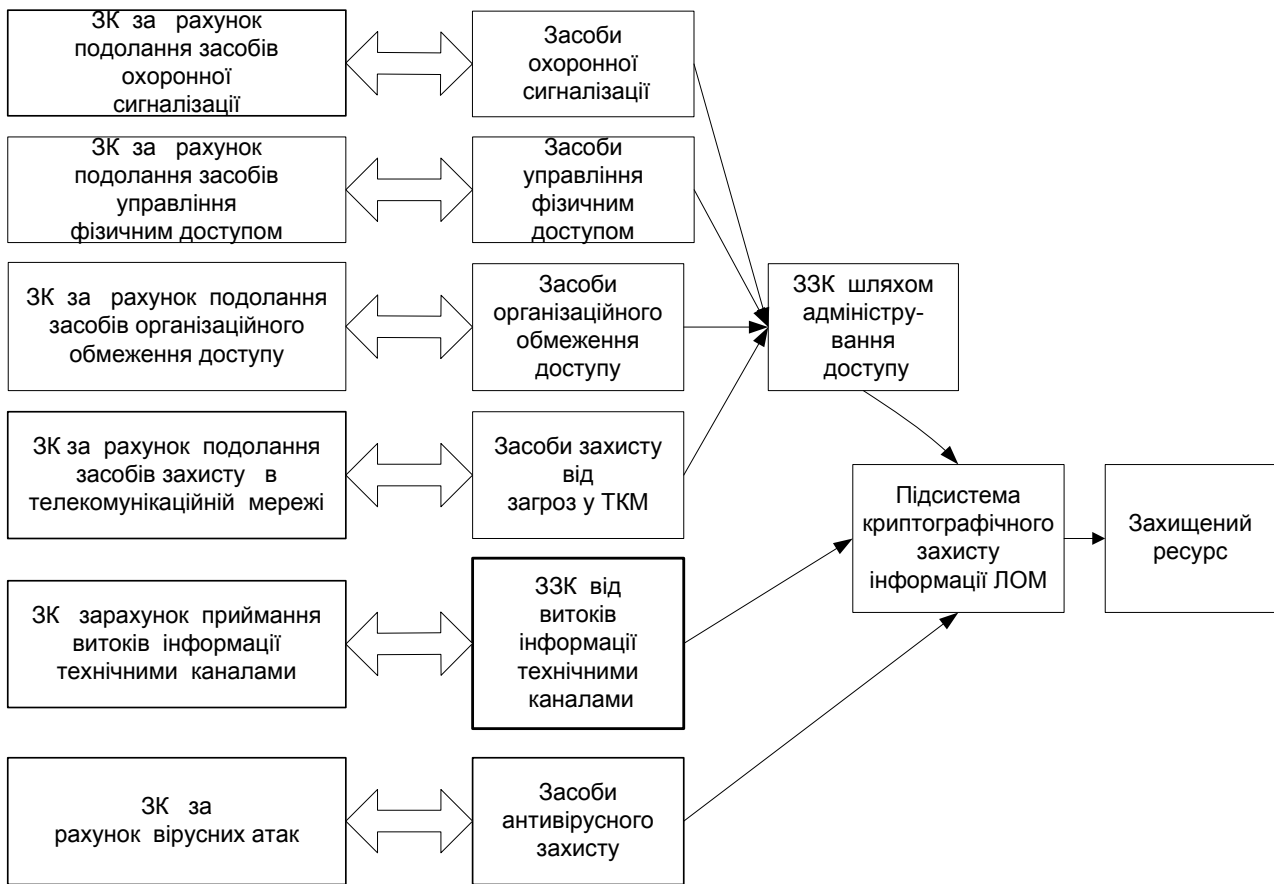 ЗК за рахунок
подолання засобів
охоронної
сигналізації
Засоби
охоронної
сигналізації
ЗК за рахунок
подолання засобів
управління
фізичним доступом
Засоби
управління
фізичним
доступом
ЗК за рахунок подолання
засобів організаційного
обмеження доступу
Засоби
організаційного
обмеження
доступу
ЗЗК шляхом
адміністру-
вання
доступу
ЗК за рахунок подолання
засобів захисту в
телекомунікаційній мережі
Засоби захисту
від
загроз у ТКМ
Підсистема
криптографічного
захисту
інформації ЛОМ
Захищений
ресурс
ЗК зарахунок приймання
витоків інформації
технічними каналами
ЗЗК від
витоків
інформації
технічними
каналами
ЗК за
рахунок вірусних атак
Засоби
антивірусного
захисту